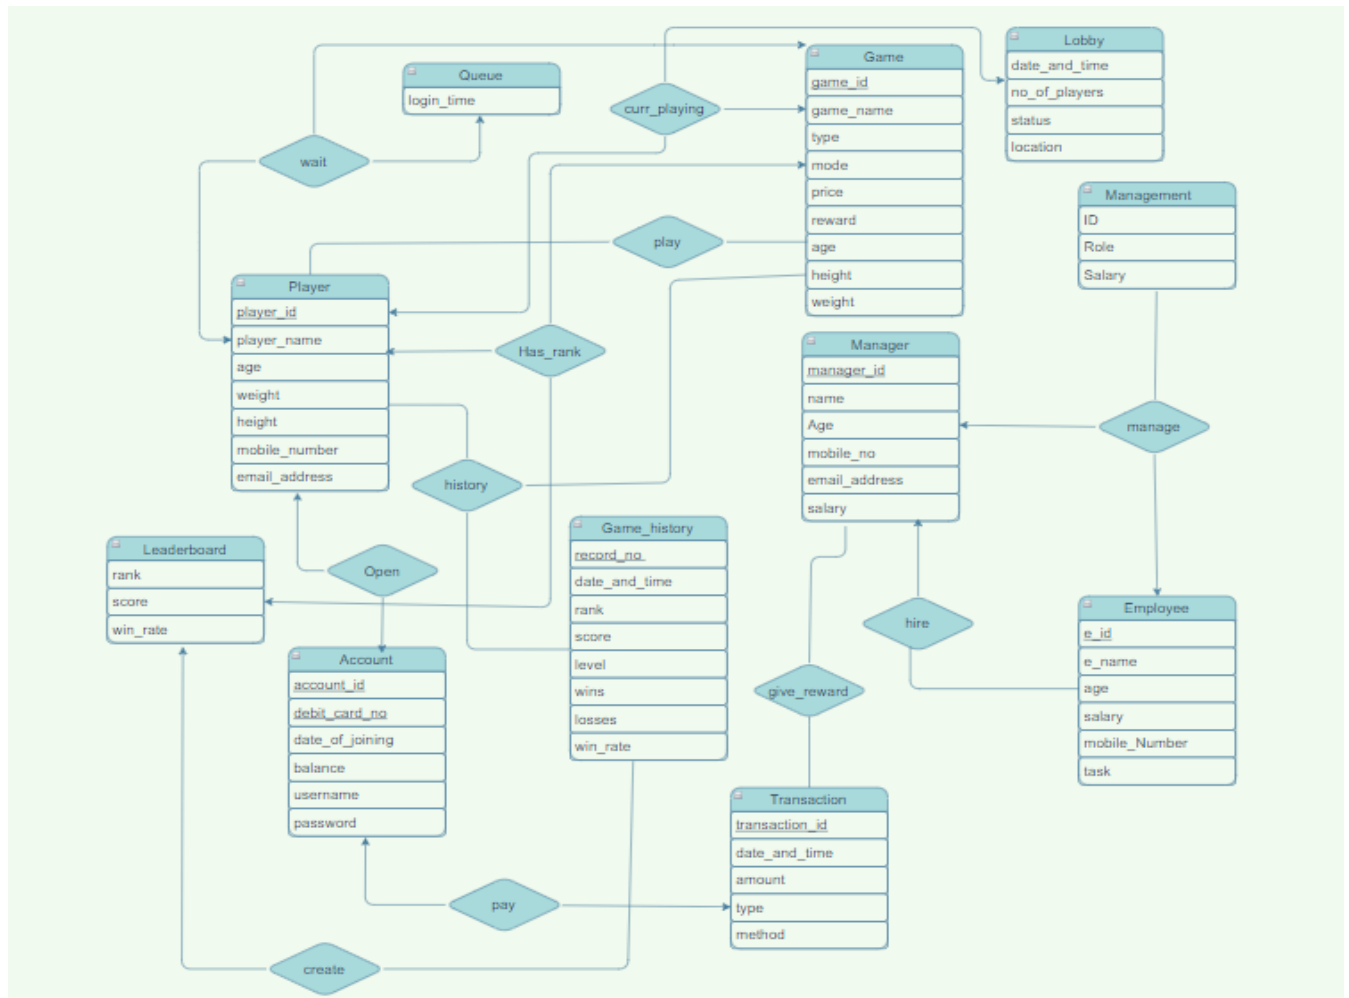 Queue
login_time
wait
curr_playing
Game
game_id
game_name
type
mode
price
reward
age
height
weight
Lobby
date_and_time
no_of_players
status
location
Management
ID
Role
Salary
play
Player
player_id
player_name
age
weight
height
mobile_number
email_address
Has_rank
history
Manager
manager_id
name
Age
mobile_no
email_address
salary
manage
Leaderboard
rank
score
win_rate
Open
Game_history
record_no
date_and_time
rank
score
level
wins
losses
win_rate
hire
Employee
e_id
e_name
age
salary
mobile_Number
task
Account
account_id
debit_card_no
date_of_joining
balance
username
password
give_reward
Transaction
transaction_id
date_and_time
amount
type
method
pay
create